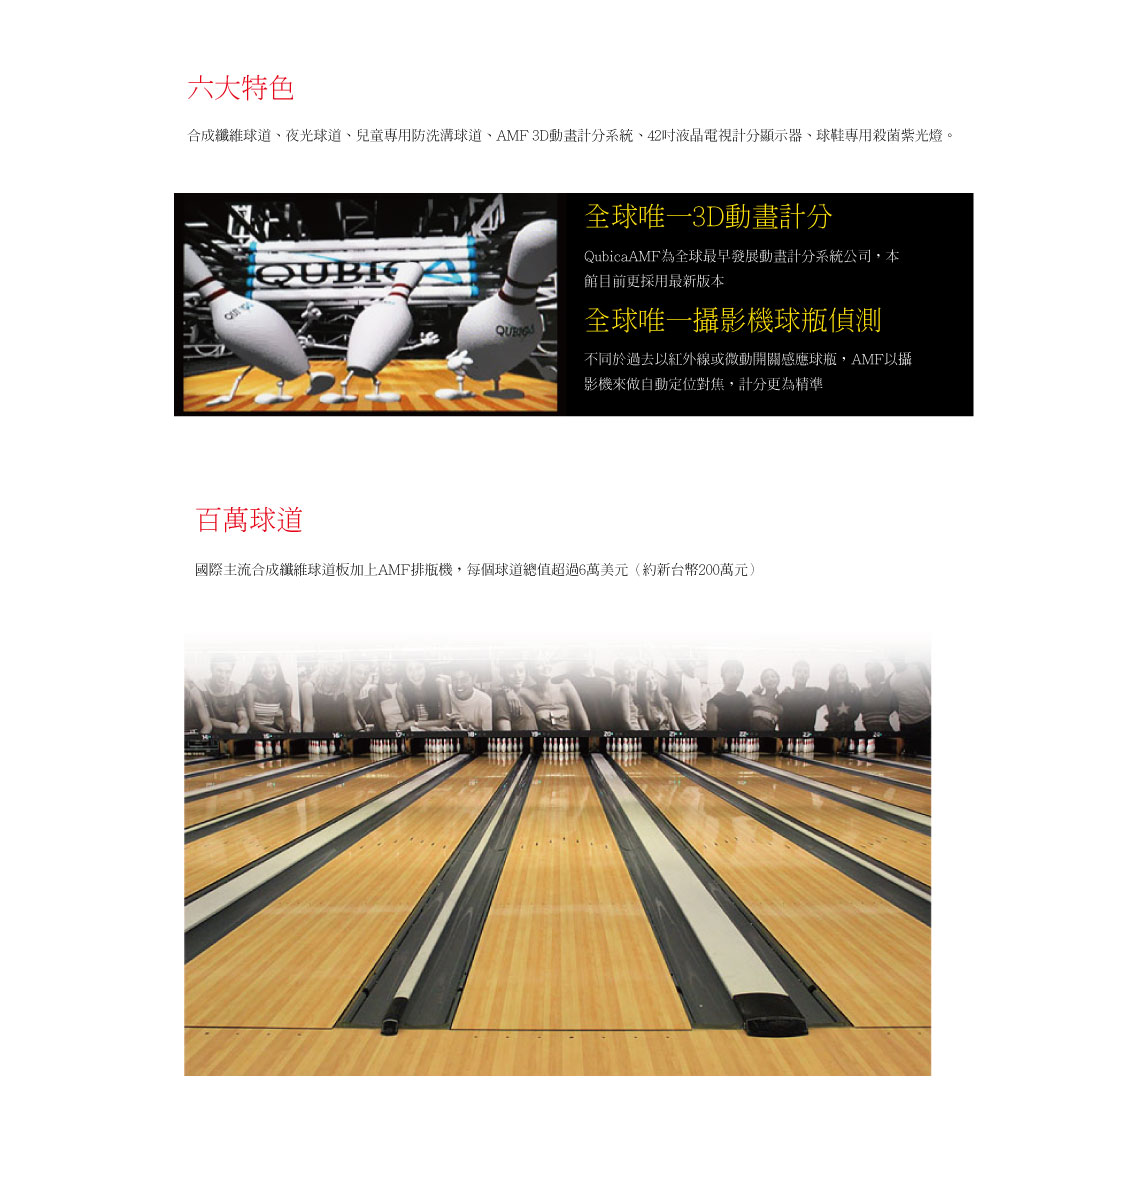 六大特色
合成纖維球道、夜光球道、兒童專用防洗溝球道、AMF 3D動畫計分系統、42吋液晶電視計分顯示器、球鞋專用殺菌紫光燈。
QUBICA
QUBICA
全球唯一3D動畫計分
QubicaAMF為全球最早發展動畫計分系統公司，本
館目前更採用最新版本
全球唯一攝影機球瓶偵測
不同於過去以紅外線或微動開關感應球瓶，AMF以攝
影機來做自動定位對焦，計分更為精準
百萬球道
國際主流合成纖維球道板加上AMF排瓶機，每個球道總值超過6萬美元（約新台幣200萬元）